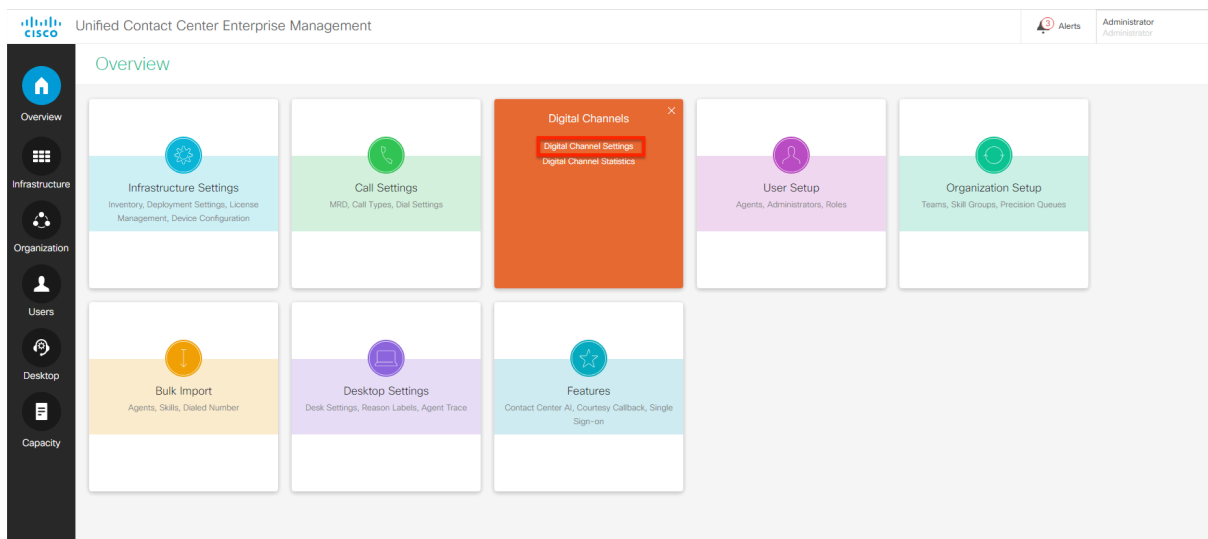 CISCO
Unified Contact Center Enterprise Management
3
Alerts
Administrator
Administrator
Overview
Overview
Infrastructure
Organization
Users
Desktop
Capacity
Infrastructure Settings
Inventory, Deployment Settings, License
Management, Device Configuration
Call Settings
MRD, Call Types, Dial Settings
Digital Channels
Digital Channel Settings
Digital Channel Statistics
User Setup
Agents, Administrators, Roles
Organization Setup
Teams, Skill Groups, Precision Queues
Bulk Import
Agents, Skills, Dialed Number
Desktop Settings
Desk Settings, Reason Labels, Agent Trace
Features
Contact Center AI, Courtesy Callback, Single
Sign-on